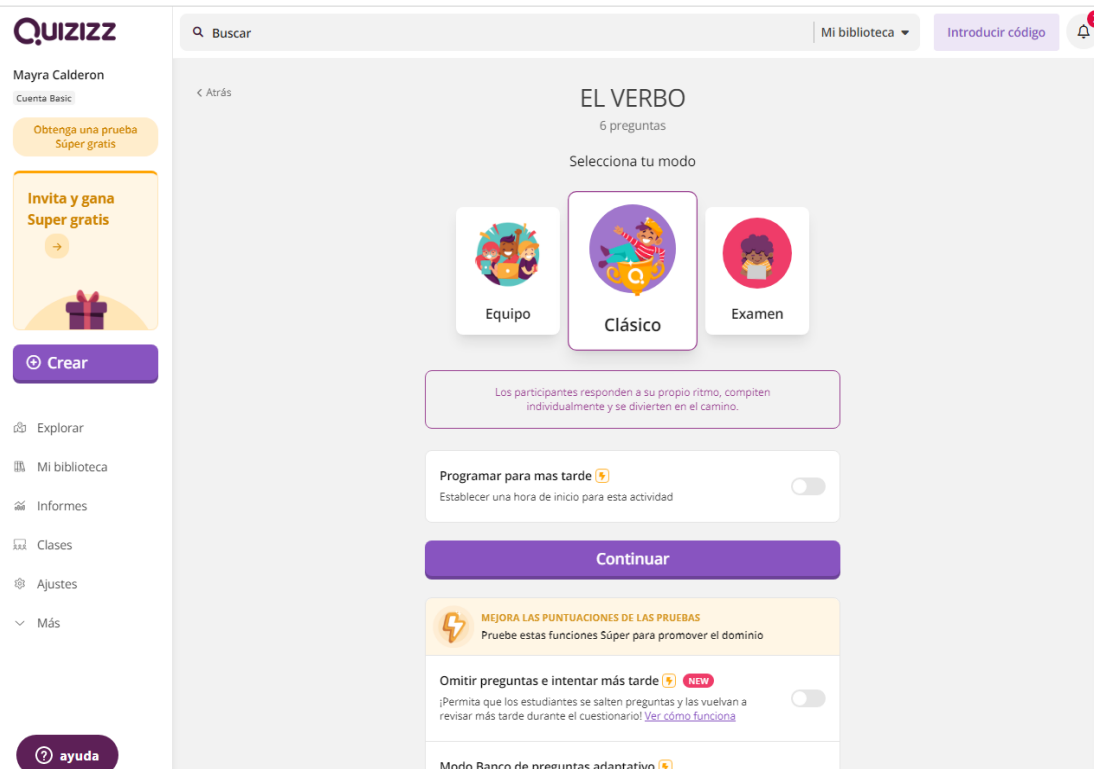 QUIZIZZ
Buscar
Mi biblioteca
Introducir código
Mayra Calderon
Cuenta Basic
Obtenga una prueba
Súper gratis
Invita y gana
Super gratis
Crear
Explorar
Mi biblioteca
Informes
Clases
Ajustes
Más
ayuda
Atrás
EL VERBO
6 preguntas
Selecciona tu modo
Equipo
Clásico
Examen
Los participantes responden a su propio ritmo, compiten
individualmente y se divierten en el camino.
Programar para mas tarde
Establecer una hora de inicio para esta actividad
Continuar
MEJORA LAS PUNTUACIONES DE LAS PRUEBAS
Pruebe estas funciones Súper para promover el dominio
Omitir preguntas e intentar más tarde NEW
¡Permita que los estudiantes se salten preguntas y las vuelvan a
revisar más tarde durante el cuestionario! Ver cómo funciona
Modo Banco de preguntas adaptativo